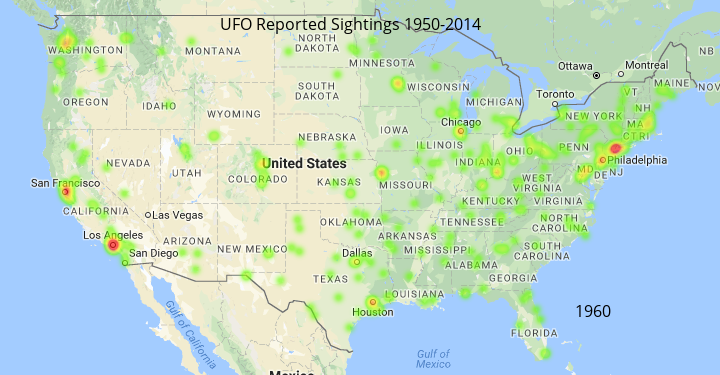 UFO Reported Sightings 1950-2014
WASHINGTON
MONTANA
NORTH
DAKOTA
MINNESOTA
Ottawa
Montreal
NB
MAINE
NOV
OREGON
IDAHO
SOUTH
DAKOTA
WISCONSIN
MICHIGAN
Toronto
VT
NH
WYOMING
NEW YORK
MA
CT RI
Chicago
IOWA
NEBRASKA
ILLINOIS
INDIANA
OHIO
PENN
Philadelphia
MD
DE NJ
NEVADA
UTAH
United States
COLORADO
KANSAS
MISSOURI
WEST
VIRGINIA
VIRGINIA
KENTUCKY
San Francisco
CALIFORNIA
Las Vegas
OKLAHOMA
TENNESSEE
NORTH
CAROLINA
Los Angeles
ARIZONA
NEW MEXICO
ARKANSAS
MISSISSIPPI
SOUTH
CAROLINA
San Diego
Dallas
ALABAMA
TEXAS
GEORGIA
LOUISIANA
Houston
1960
FLORIDA
Gulf of
California
Gulf of
Mexico
Mexico